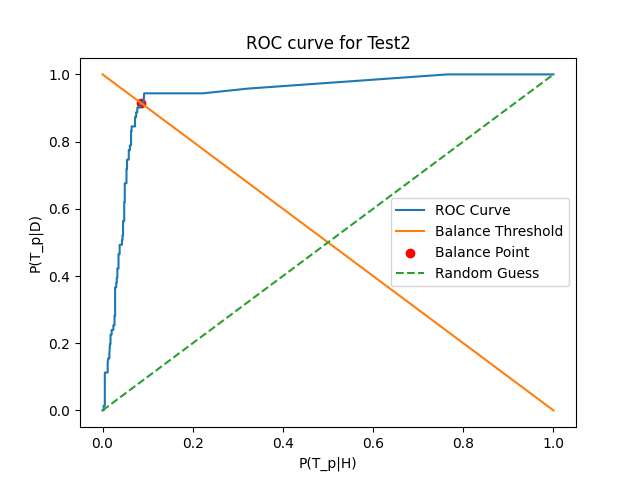 ROC curve for Test2
1.0
0.8
0.6
0.4
0.2
0.0
P(T_p|D)
ROC Curve
Balance Threshold
Balance Point
Random Guess
0.0 0.2 0.4 0.6 0.8 1.0
P(T_p|H)